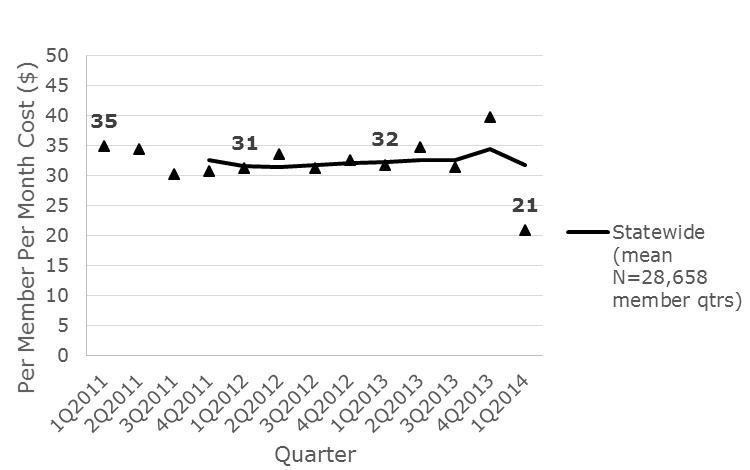 Per Member Per Month Cost ($)
50
45
40
35
30
25
20
15
10
5
0
35
31
32
21
1Q2011
2Q2011
3Q2011
4Q2011
1Q2012
2Q2012
3Q2012
4Q2012
1Q2013
2Q2013
3Q2013
4Q2013
1Q2014
Quarter
Statewide
(mean
N=28,658
member qtrs)